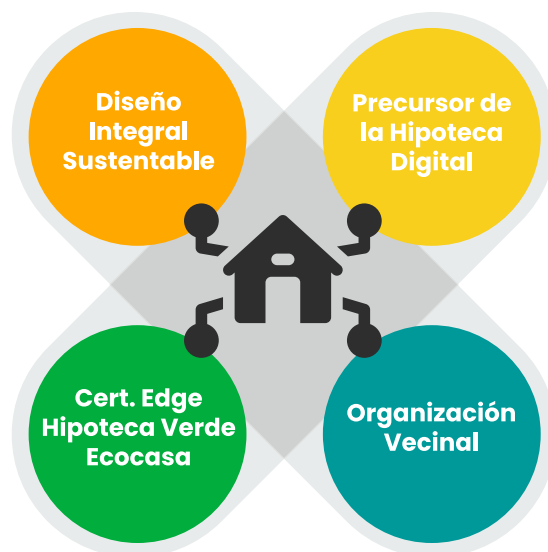 Diseño
Integral
Sustentable
Precursor de
la Hipoteca
Digital
Cert. Edge
Hipoteca Verde
Ecocasa
Organización
Vecinal